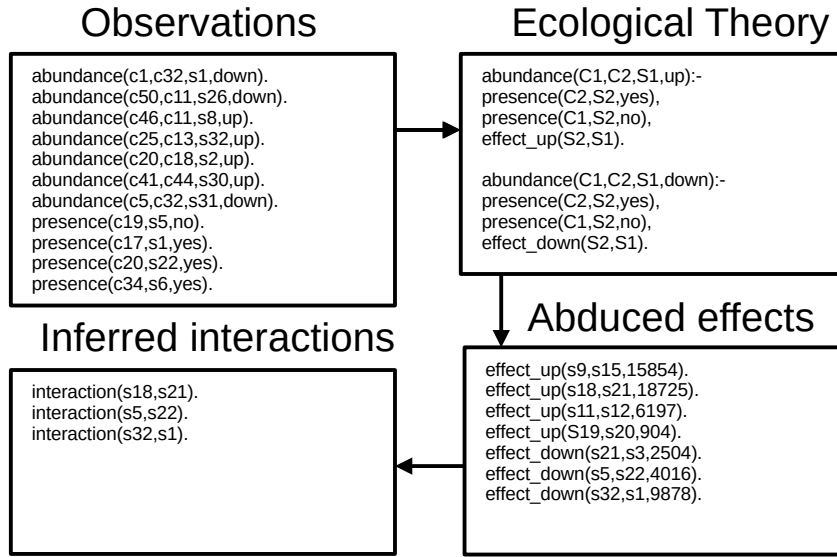 Observations
abundance(c1,c32,s1,down).
abundance(c50,c11,s26,down).
abundance(c46,c11,s8,up).
abundance(c25,c13,s32,up).
abundance(c20,c18,s2,up).
abundance(c41,c44,s30,up).
abundance(c5,c32,s31,down).
presence(c19,s5,no).
presence(c17,s1,yes).
presence(c20,s22,yes).
presence(c34,s6,yes).
Ecological Theory
abundance(C1,C2,S1,up):-
presence(C2,S2,yes),
presence(C1,S2,no),
effect_up(S2,S1).
abundance(C1,C2,S1,down):-
presence(C2,S2,yes),
presence(C1,S2,no),
effect_down(S2,S1).
Inferred interactions
interaction(s18,s21).
interaction(s5,s22).
interaction(s32,s1).
Abduced effects
effect_up(s9,s15,15854).
effect_up(s18,s21,18725).
effect_up(s11,s12,6197).
effect_up(S19,s20,904).
effect_down(s21,s3,2504).
effect_down(s5,s22,4016).
effect_down(s32,s1,9878).